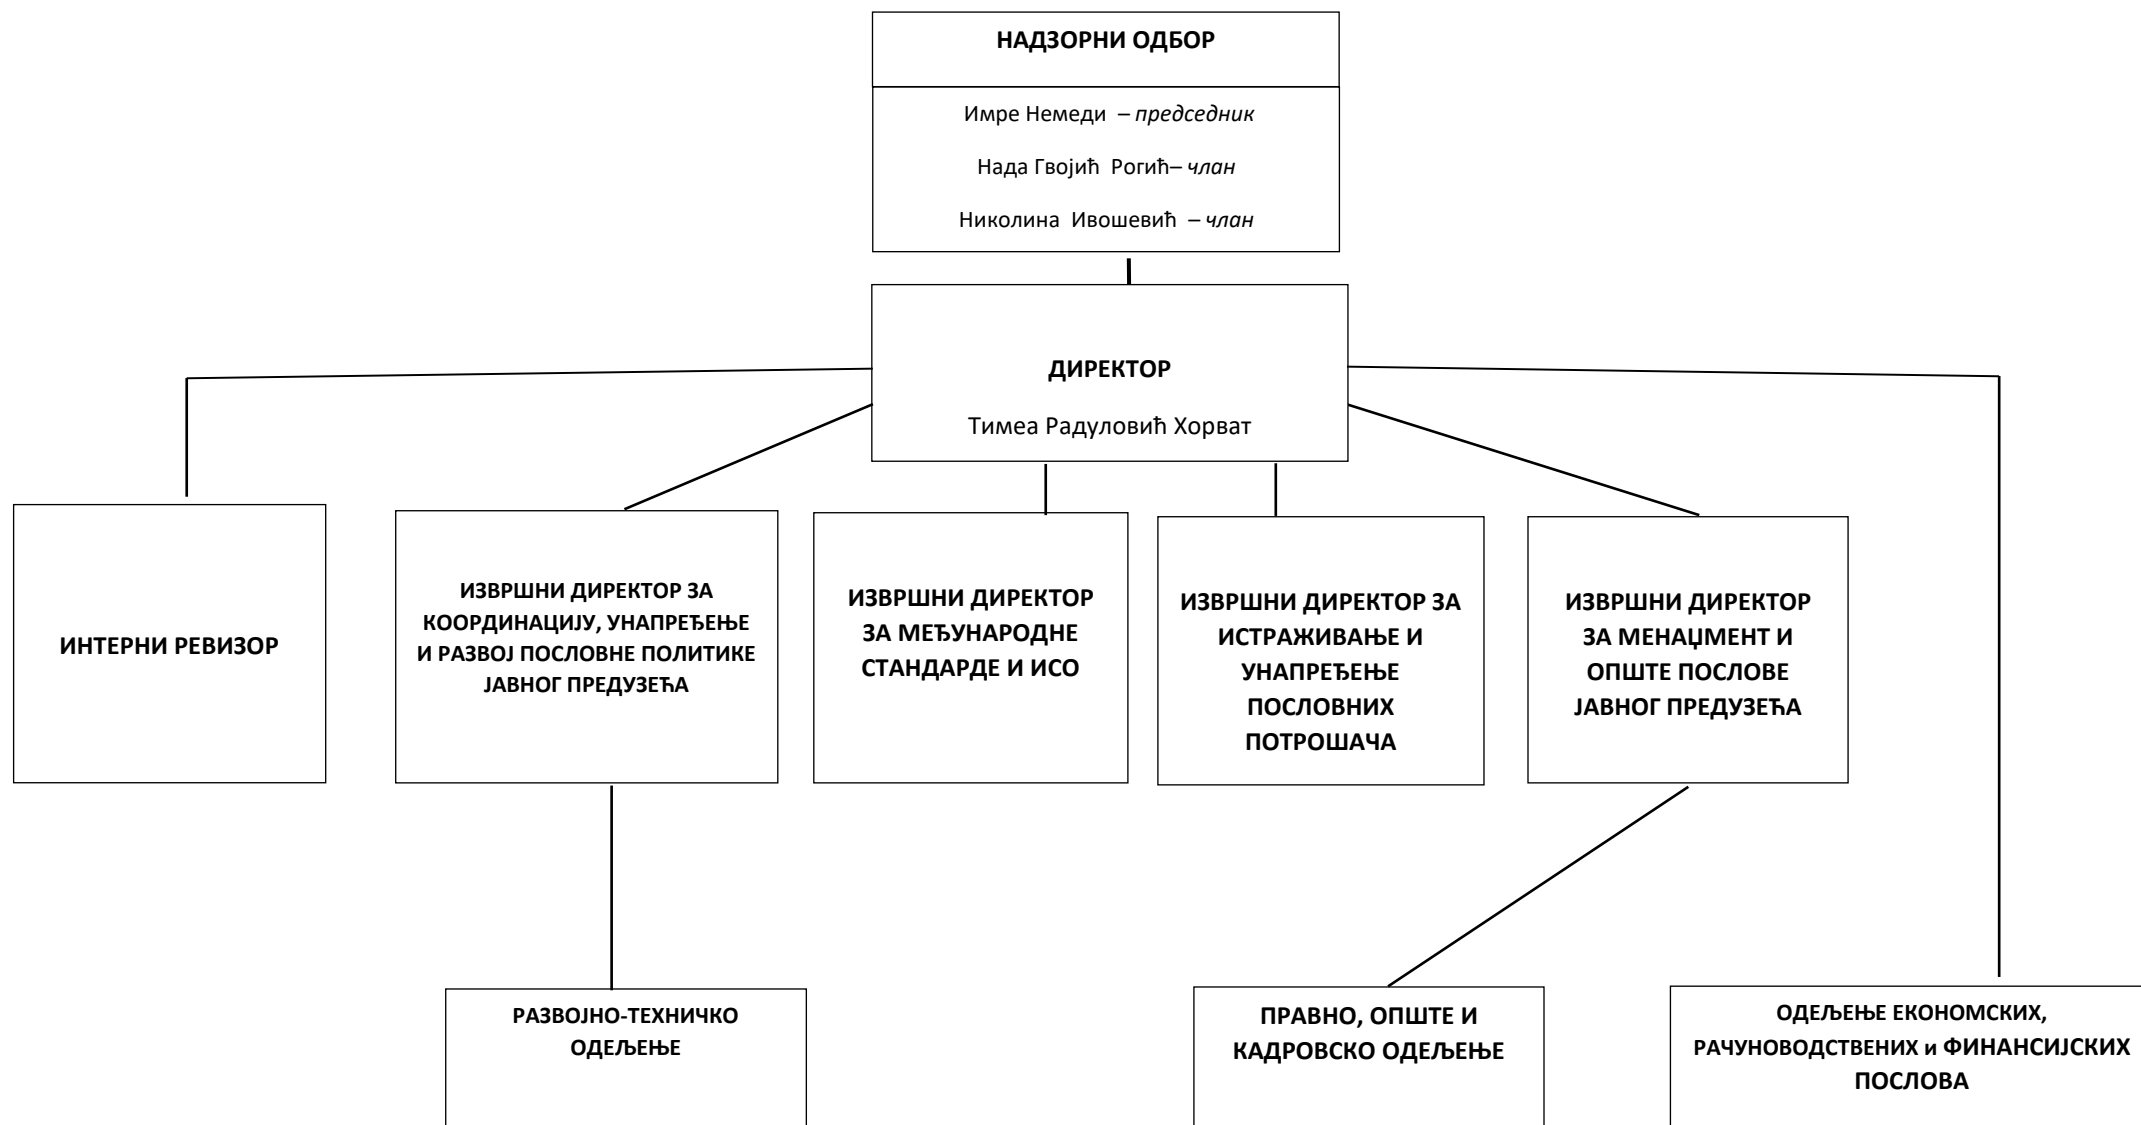 НАДЗОРНИ ОДБОР
Имре Немеди – председник
Нада Гвојић Рогић– члан
Николина Ивошевић – члан
ДИРЕКТОР
Тимеа Радуловић Хорват
ИНТЕРНИ РЕВИЗОР
ИЗВРШНИ ДИРЕКТОР ЗА
КООРДИНАЦИЈУ, УНАПРЕЂЕЊЕ
И РАЗВОЈ ПОСЛОВНЕ ПОЛИТИКЕ
ЈАВНОГ ПРЕДУЗЕЋА
ИЗВРШНИ ДИРЕКТОР
ЗА МЕЂУНАРОДНЕ
СТАНДАРДЕ И ИСО
ИЗВРШНИ ДИРЕКТОР ЗА
ИСТРАЖИВАЊЕ И
УНАПРЕЂЕЊЕ
ПОСЛОВНИХ
ПОТРОШАЧА
ИЗВРШНИ ДИРЕКТОР
ЗА МЕНАЏМЕНТ И
ОПШТЕ ПОСЛОВЕ
ЈАВНОГ ПРЕДУЗЕЋА
РАЗВОЈНО-ТЕХНИЧКО
ОДЕЉЕЊЕ
ПРАВНО, ОПШТЕ И
КАДРОВСКО ОДЕЉЕЊЕ
ОДЕЉЕЊЕ ЕКОНОМСКИХ,
РАЧУНОВОДСТВЕНИХ и ФИНАНСИЈСКИХ
ПОСЛОВА